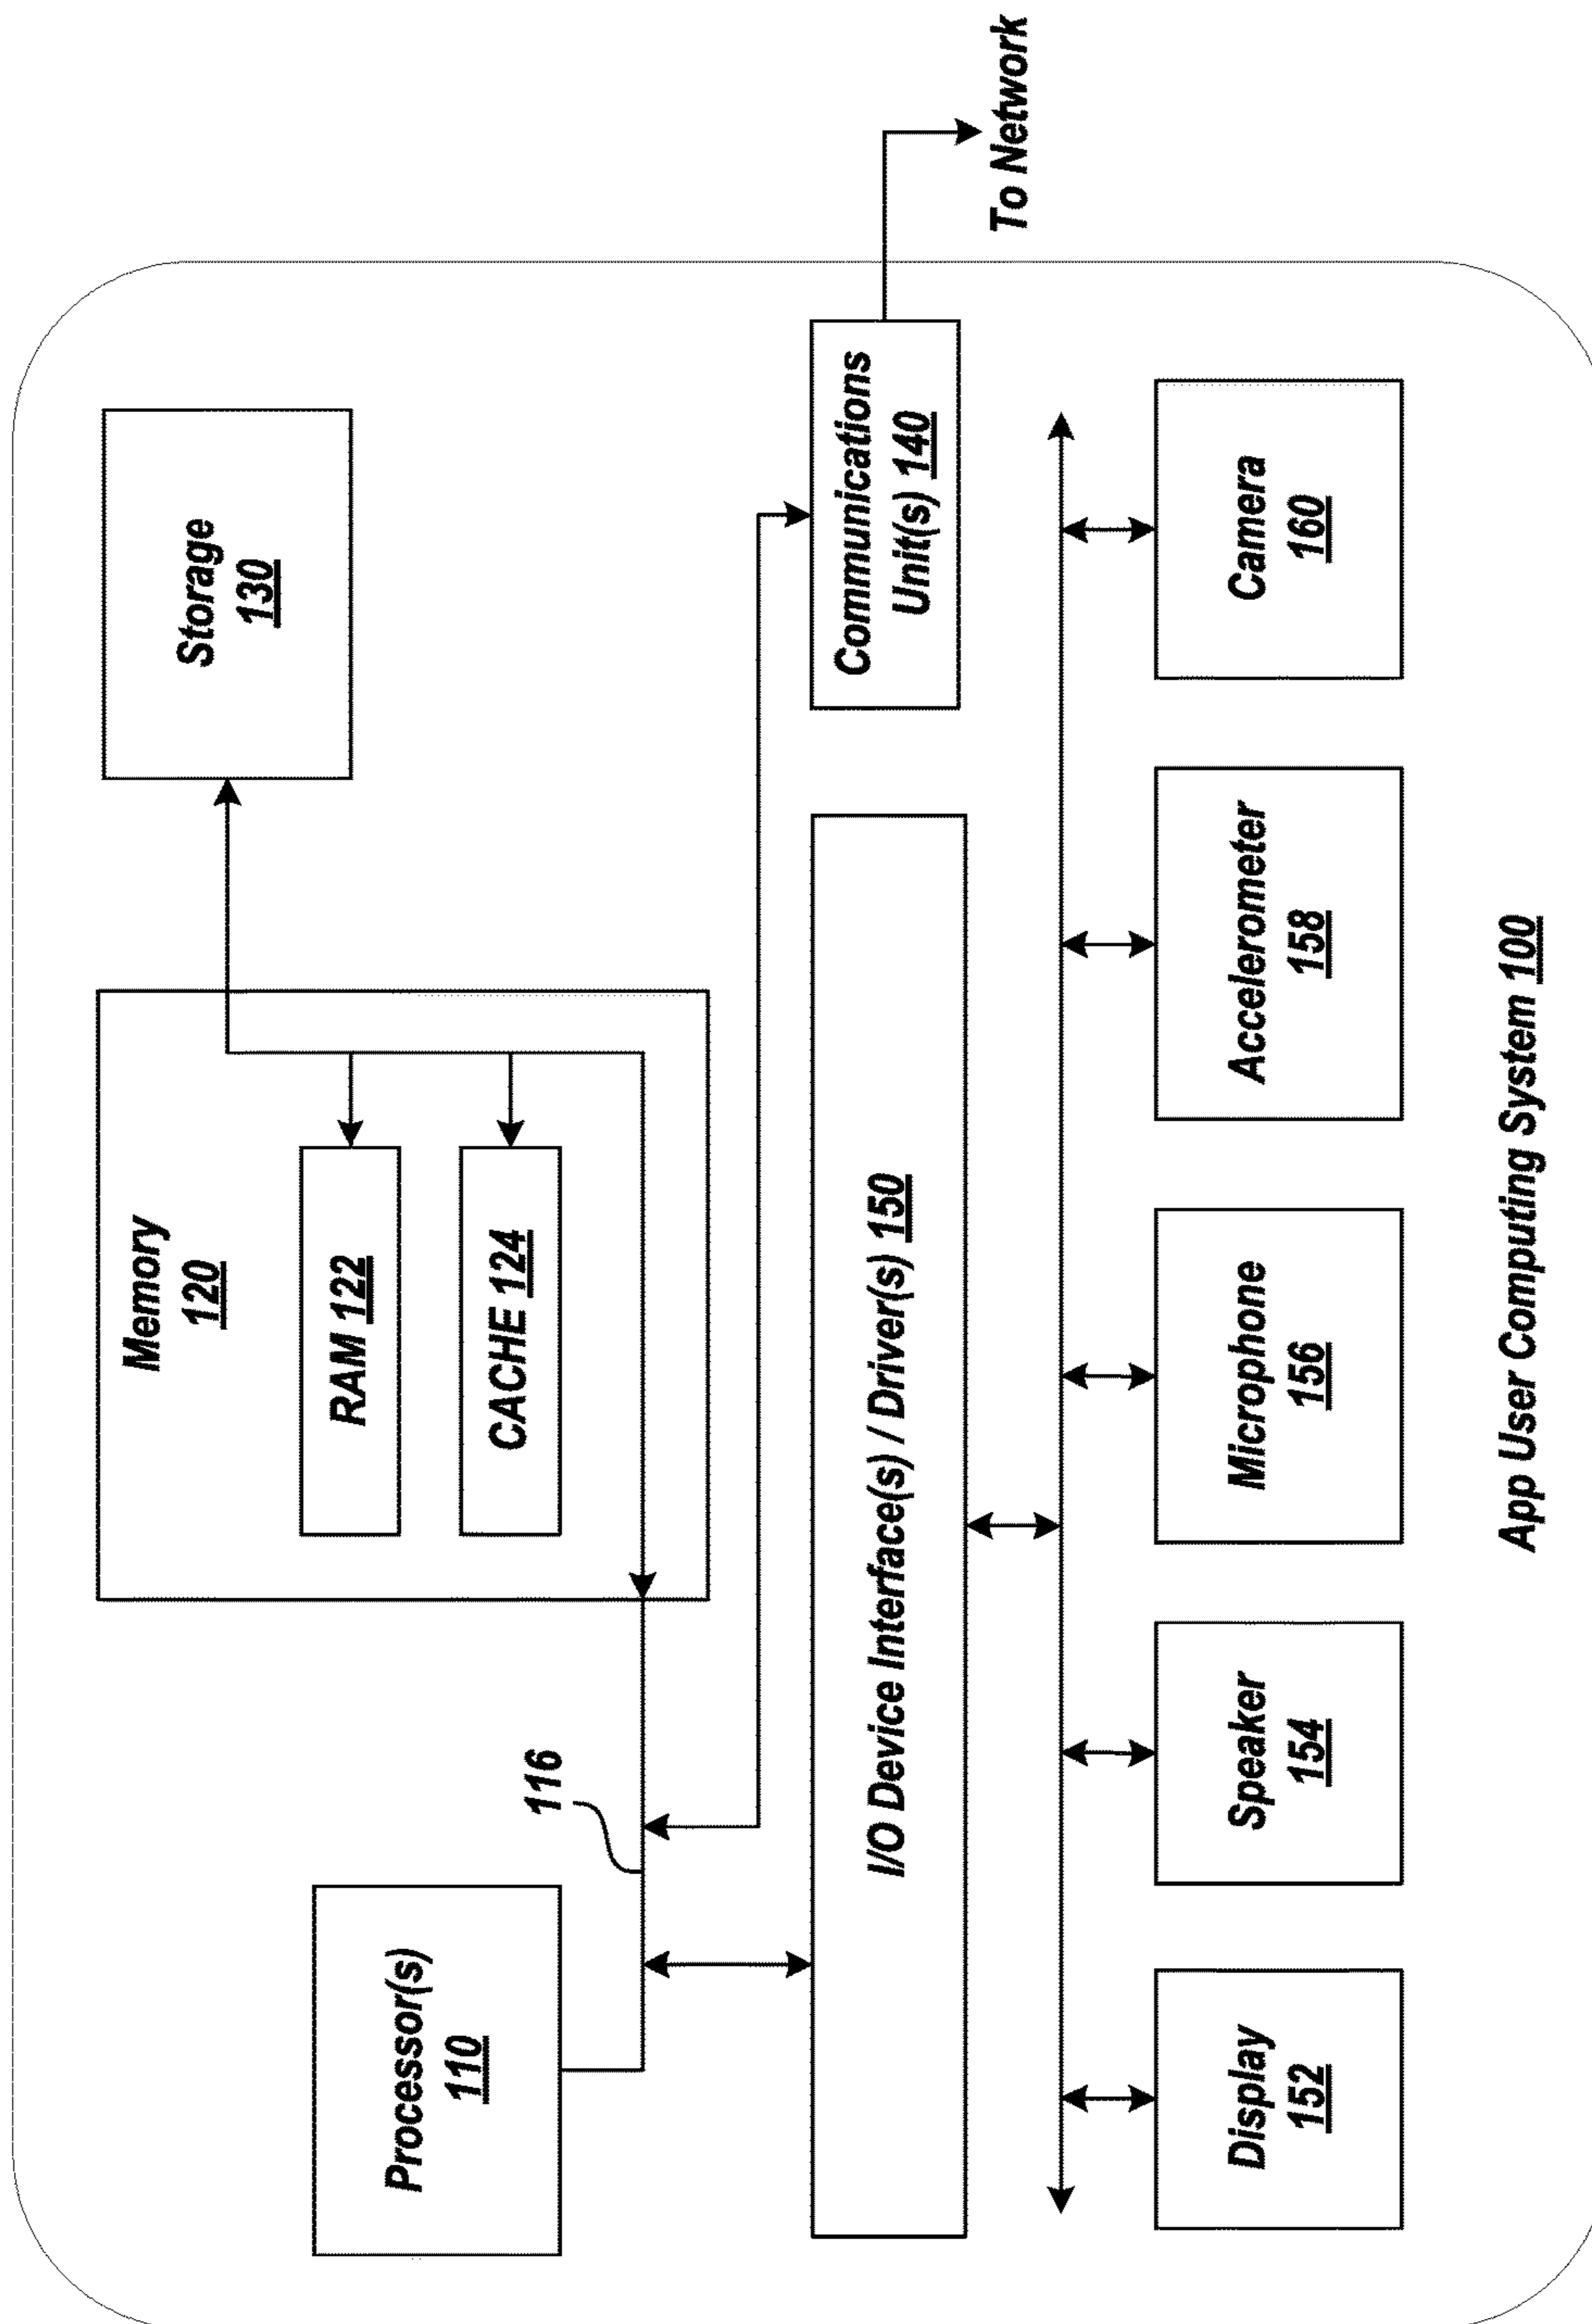 Storage
130
Memory
120
RAM 122
CACHE 124
Processor(s)
110
116
Communications
Unit(s) 140
To Network
I/O Device Interface(s) / Driver(s) 150
Display
152
Speaker
154
Microphone
156
Accelerometer
158
Camera
160
App User Computing System 100